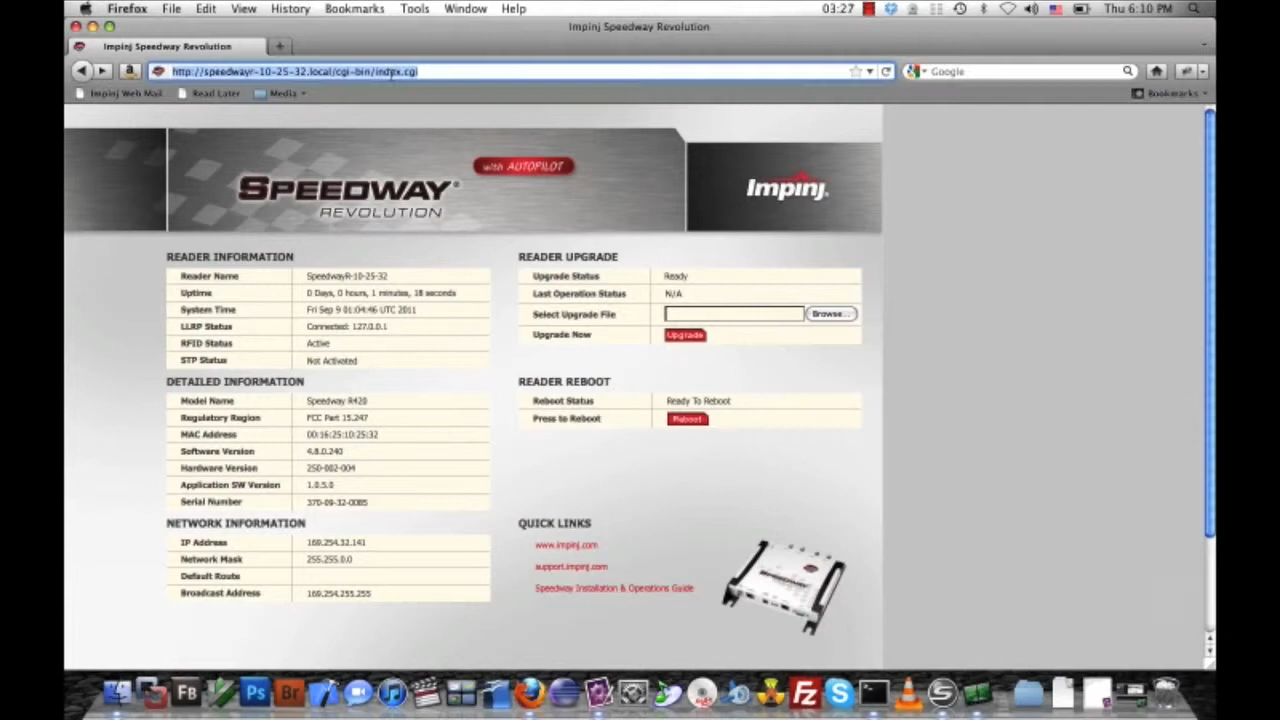 Firefox File Edit View History Bookmarks Tools Window Help 03:27 Thu 6:10 PM
Impinj Speedway Revolution
Impinj Speedway Revolution
http://speedwayr-10-25-32.local/cgi-bin/index.cgi
Google
Impinj Web Mail Read Later Media Bookmarks
with AUTOPILOT
SPEEDWAY®
REVOLUTION
Impinj
READER INFORMATION
Reader Name SpeedwayR-10-25-32
Uptime 0 Days, 0 hours, 1 minutes, 18 seconds
System Time Fri Sep 9 01:04:46 UTC 2011
LLRP Status Connected: 127.0.0.1
RFID Status Active
STP Status Not Activated
DETAILED INFORMATION
Model Name Speedway R420
Regulatory Region FCC Part 15.247
MAC Address 00:16:25:10:25:32
Software Version 4.8.0.240
Hardware Version 250-002-004
Application SW Version 1.0.5.0
Serial Number 370-09-32-0085
NETWORK INFORMATION
IP Address 169.254.32.141
Network Mask 255.255.0.0
Default Route
Broadcast Address 169.254.255.255
READER UPGRADE
Upgrade Status Ready
Last Operation Status N/A
Select Upgrade File Browse...
Upgrade Now Upgrade
READER REBOOT
Reboot Status Ready To Reboot
Press to Reboot Reboot
QUICK LINKS
www.impinj.com
support.impinj.com
Speedway Installation & Operations Guide
Fb Ps Br Fz S